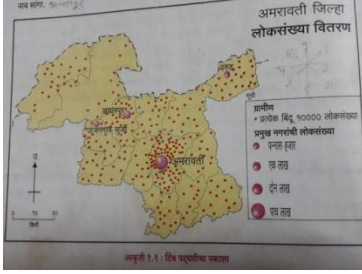 नाव सांगा.
अमरावती जिल्हा
लोकसंख्या वितरण
वरूड
सूची
ग्रामीण
• प्रत्येक बिंदू १०००० लोकसंख्या
प्रमुख नगरांची लोकसंख्या
पन्नास हजार
एक लाख
दोन लाख
पाच लाख
अमरावती
उ.
किमी
आकृती १.१ : टिंब पद्धतीचा नकाशा